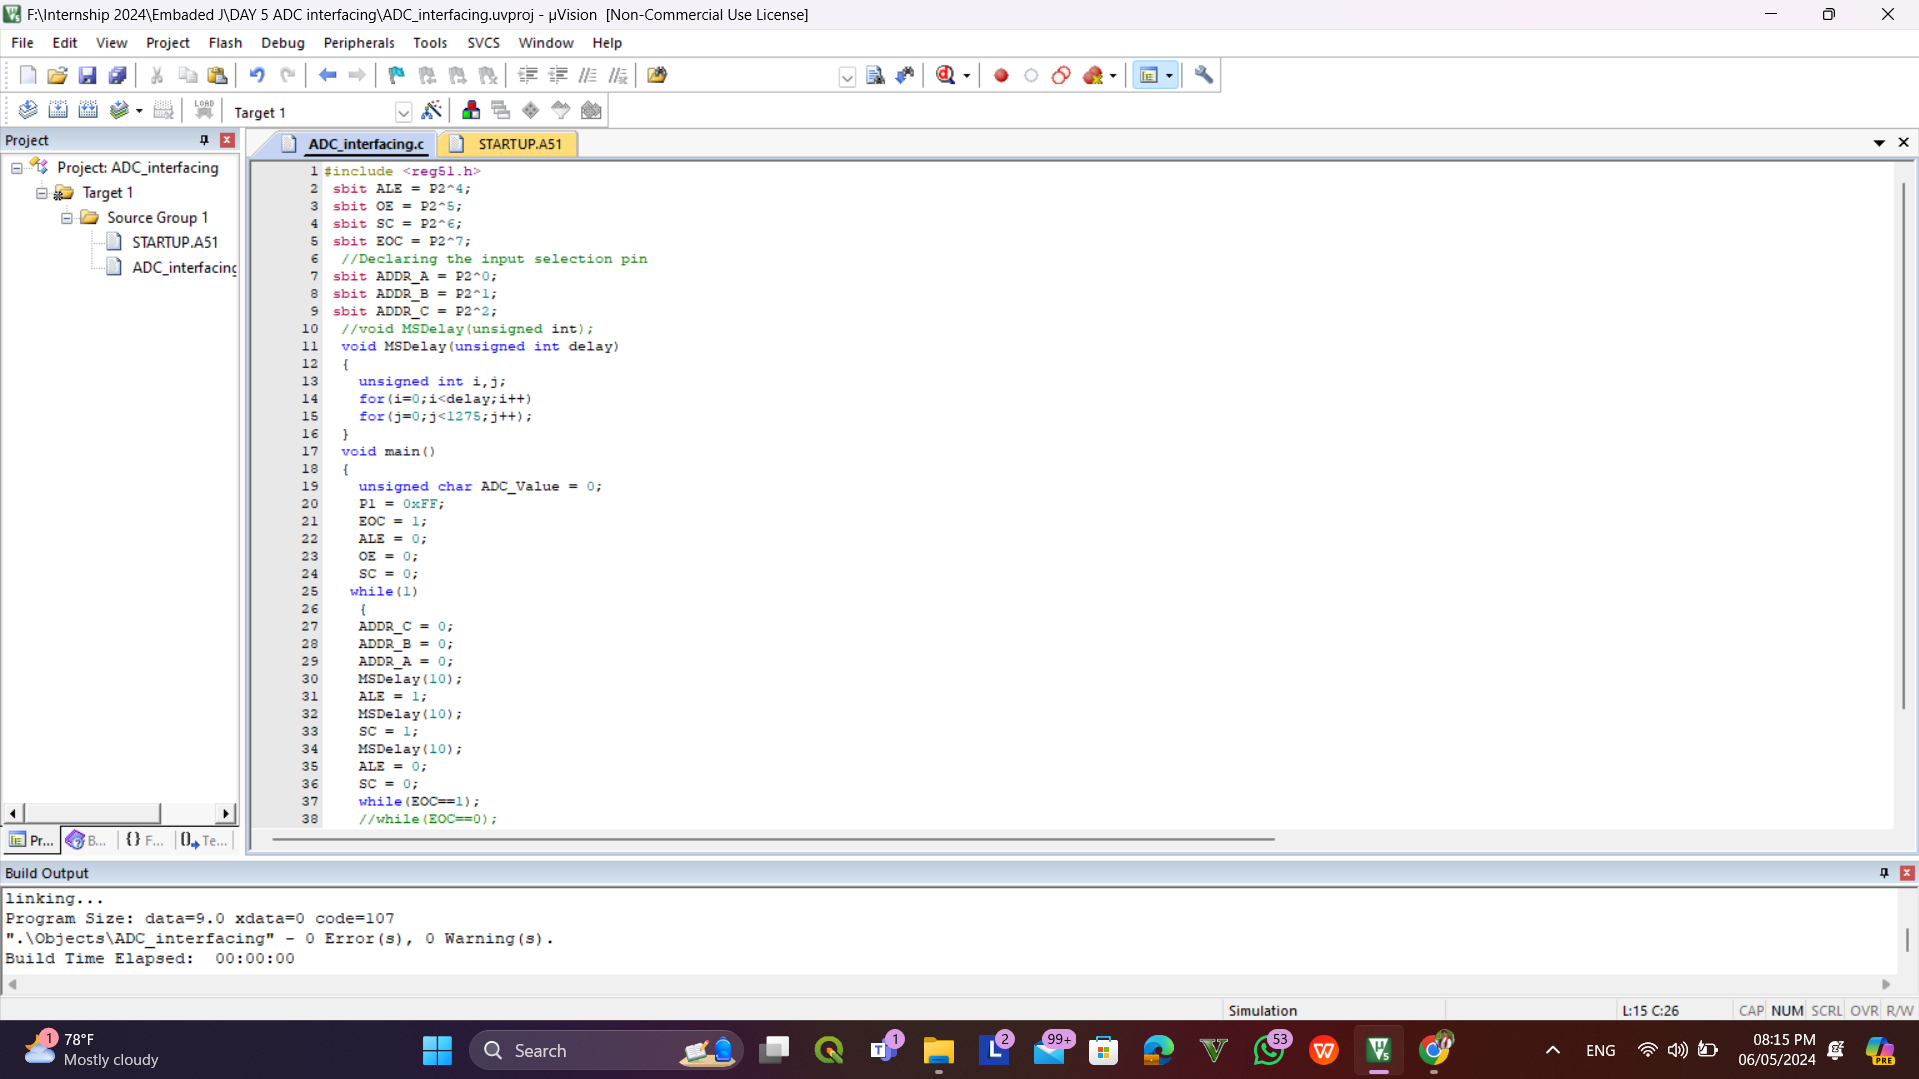 F:\Internship 2024\Embaded J\DAY 5 ADC interfacing\ADC_interfacing.uvproj - µVision [Non-Commercial Use License]
File Edit View Project Flash Debug Peripherals Tools SVCS Window Help
LOAD Target 1
Project
Project: ADC_interfacing
Target 1
Source Group 1
STARTUP.A51
ADC_interfacing
Pr... B... {} F... Te...
ADC_interfacing.c STARTUP.A51
1 #include <reg51.h>
2 sbit ALE = P2^4;
3 sbit OE = P2^5;
4 sbit SC = P2^6;
5 sbit EOC = P2^7;
6 //Declaring the input selection pin
7 sbit ADDR_A = P2^0;
8 sbit ADDR_B = P2^1;
9 sbit ADDR_C = P2^2;
10 //void MSDelay(unsigned int);
11 void MSDelay(unsigned int delay)
12 {
13 unsigned int i,j;
14 for(i=0;i<delay;i++)
15 for(j=0;j<1275;j++);
16 }
17 void main()
18 {
19 unsigned char ADC_Value = 0;
20 P1 = 0xFF;
21 EOC = 1;
22 ALE = 0;
23 OE = 0;
24 SC = 0;
25 while(1)
26 {
27 ADDR_C = 0;
28 ADDR_B = 0;
29 ADDR_A = 0;
30 MSDelay(10);
31 ALE = 1;
32 MSDelay(10);
33 SC = 1;
34 MSDelay(10);
35 ALE = 0;
36 SC = 0;
37 while(EOC==1);
38 //while(EOC==0);
Build Output
linking...
Program Size: data=9.0 xdata=0 code=107
".\Objects\ADC_interfacing" - 0 Error(s), 0 Warning(s).
Build Time Elapsed: 00:00:00
Simulation L:15 C:26 CAP NUM SCRL OVR R/W
1 78°F
Mostly cloudy
Search
1 2 99+ 53
ENG
08:15 PM
06/05/2024
PRE